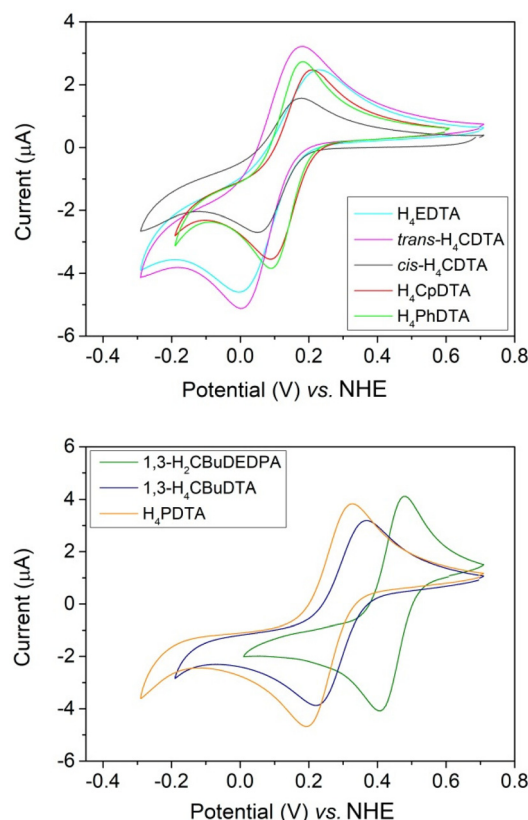 4
2
0
-2
-4
-6
Current (μA)
H₄EDTA
trans-H₄CDTA
cis-H₄CDTA
H₄CpDTA
H₄PhDTA
-0.4 -0.2 0.0 0.2 0.4 0.6 0.8
Potential (V) vs. NHE
6
4
2
0
-2
-4
-6
Current (μA)
1,3-H₂CBuDEDPA
1,3-H₄CBuDTA
H₄PDTA
-0.4 -0.2 0.0 0.2 0.4 0.6 0.8
Potential (V) vs. NHE